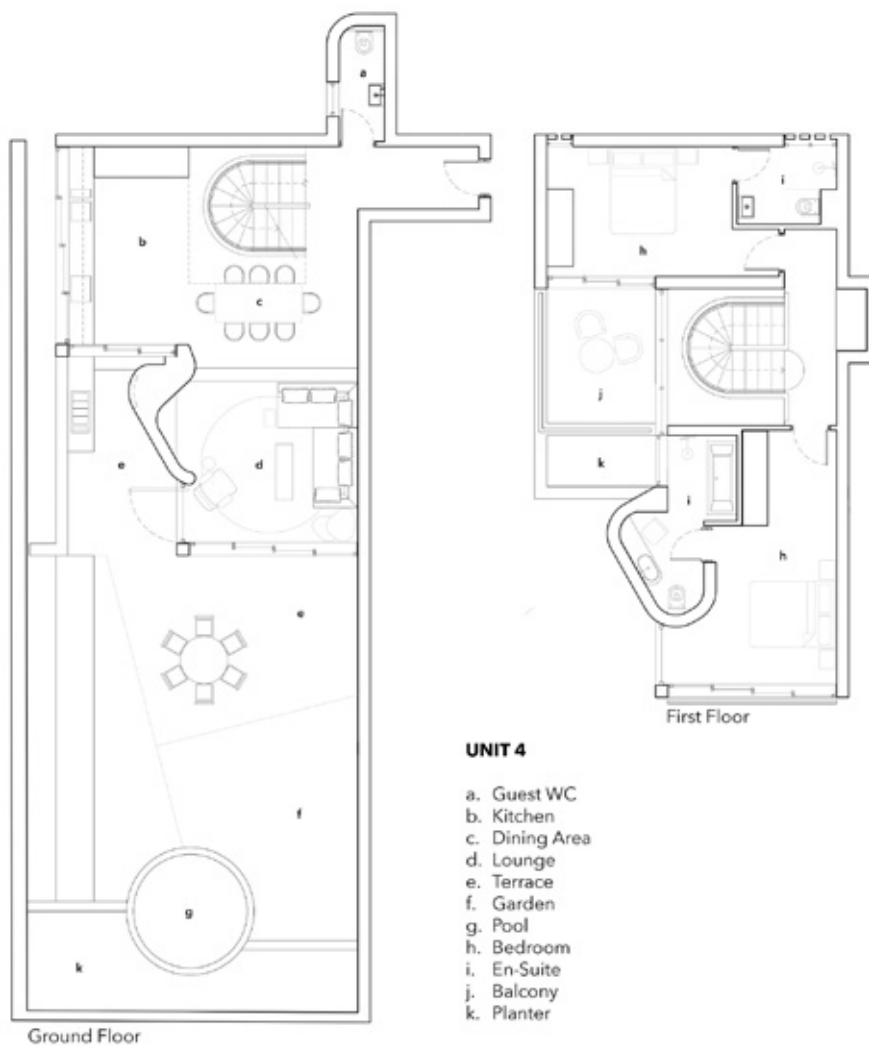 a
b
c
d
e
e
f
g
k
Ground Floor
i
h
j
k
i
h
First Floor
UNIT 4
a. Guest WC
b. Kitchen
c. Dining Area
d. Lounge
e. Terrace
f. Garden
g. Pool
h. Bedroom
i. En-Suite
j. Balcony
k. Planter